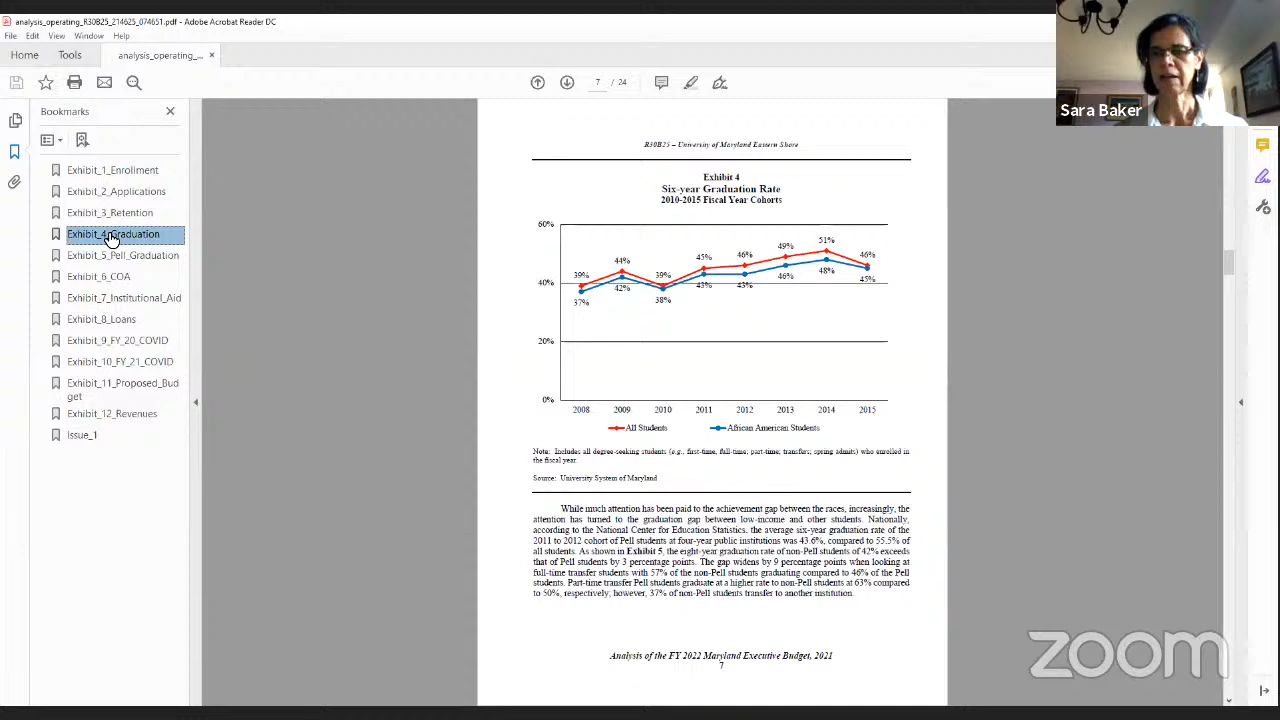 analysis_operating_R30B25_214625_074651.pdf - Adobe Acrobat Reader DC
File Edit View Window Help
Home Tools analysis_operating_... ×
7 / 24
Bookmarks
Exhibit_1_Enrollment
Exhibit_2_Applications
Exhibit_3_Retention
Exhibit_4_Graduation
Exhibit_5_Pell_Graduation
Exhibit_6_COA
Exhibit_7_Institutional_Aid
Exhibit_8_Loans
Exhibit_9_FY_20_COVID
Exhibit_10_FY_21_COVID
Exhibit_11_Proposed_Bud
get
Exhibit_12_Revenues
Issue_1
Sara Baker
R30B25 – University of Maryland Eastern Shore
Exhibit 4
Six-year Graduation Rate
2010-2015 Fiscal Year Cohorts
60%
40%
20%
0%
39% 44% 39% 45% 46% 49% 51% 46%
37% 42% 38% 43% 43% 46% 48% 45%
2008 2009 2010 2011 2012 2013 2014 2015
All Students African American Students
Note: Includes all degree-seeking students (e.g., first-time, full-time; part-time; transfers; spring admits) who enrolled in
the fiscal year.
Source: University System of Maryland
While much attention has been paid to the achievement gap between the races, increasingly, the
attention has turned to the graduation gap between low-income and other students. Nationally,
according to the National Center for Education Statistics, the average six-year graduation rate of the
2011 to 2012 cohort of Pell students at four-year public institutions was 43.6%, compared to 55.5% of
all students. As shown in Exhibit 5, the eight-year graduation rate of non-Pell students of 42% exceeds
that of Pell students by 3 percentage points. The gap widens by 9 percentage points when looking at
full-time transfer students with 57% of the non-Pell students graduating compared to 46% of the Pell
students. Part-time transfer Pell students graduate at a higher rate to non-Pell students at 63% compared
to 50%, respectively; however, 37% of non-Pell students transfer to another institution.
Analysis of the FY 2022 Maryland Executive Budget, 2021
7
zoom